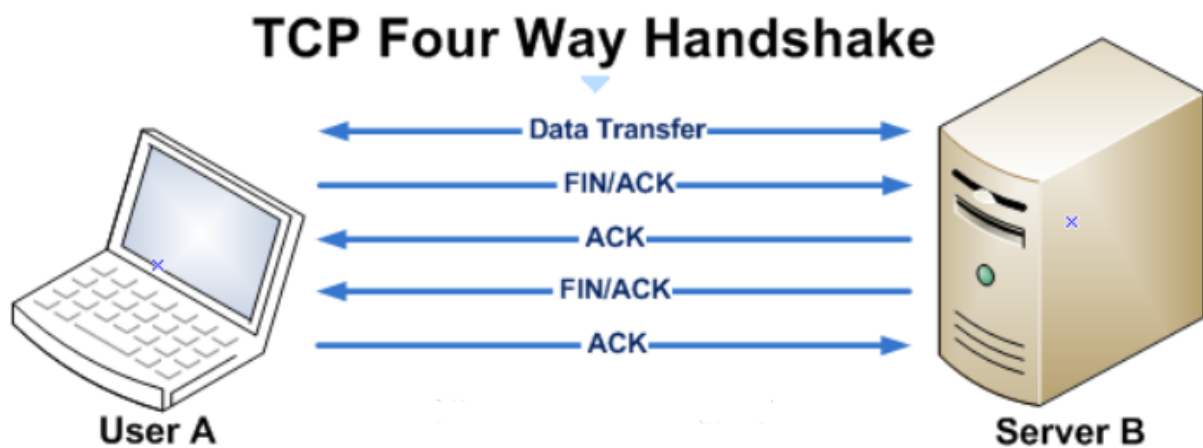 TCP Four Way Handshake
Data Transfer
FIN/ACK
ACK
FIN/ACK
ACK
User A
Server B